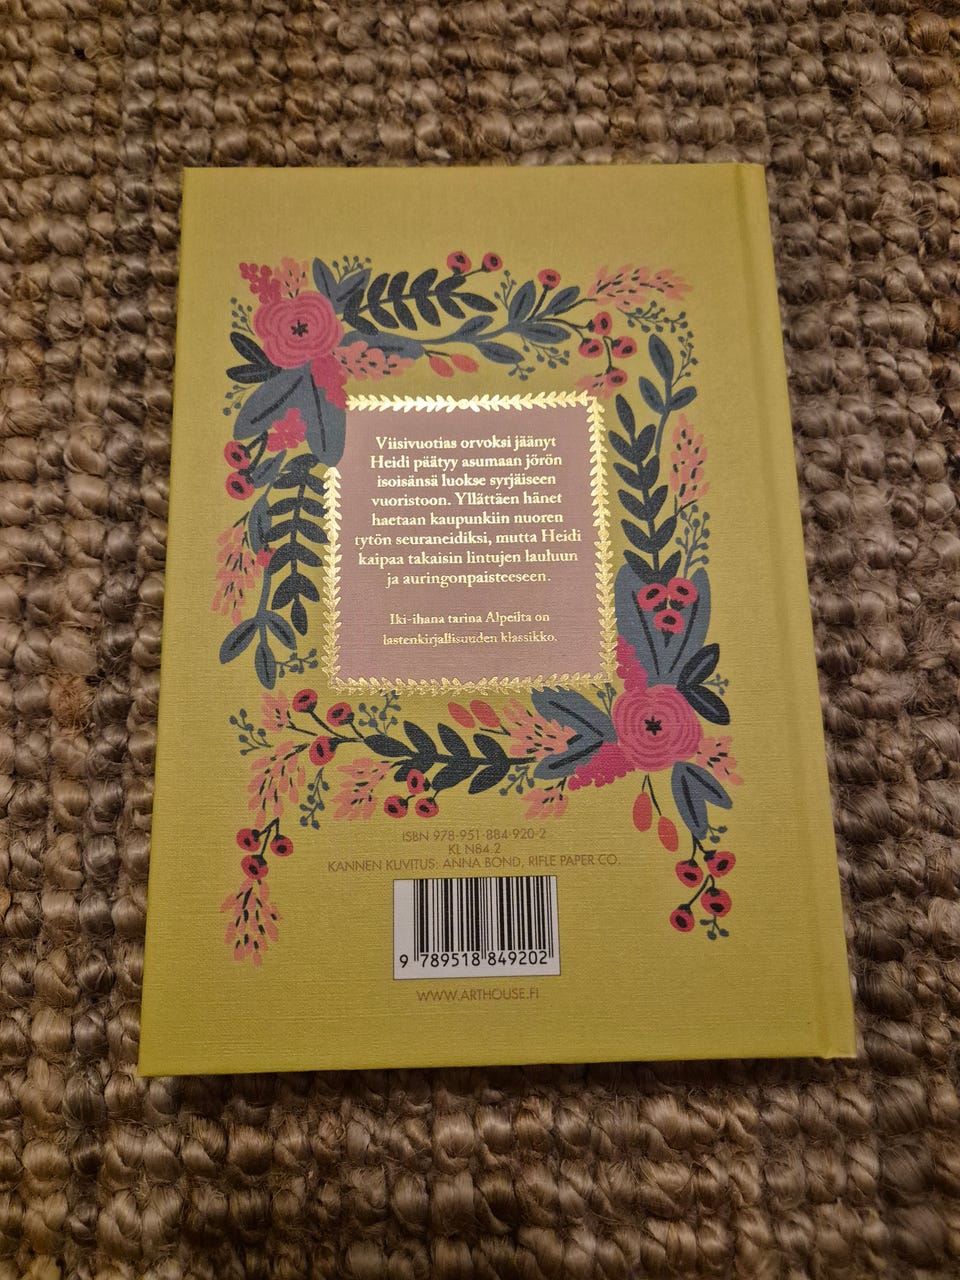 Viisivuotias orvoksi jäänyt
Heidi päätyy asumaan jörön
isoisänsä luokse syrjäiseen
vuoristoon. Yllättäen hänet
haetaan kaupunkiin nuoren
tytön seuraneidiksi, mutta Heidi
kaipaa takaisin lintujen lauluun
ja auringonpaisteeseen.
Iki-ihana tarina Alpeilta on
lastenkirjallisuuden klassikko.
ISBN 978-951-884-920-2
KL N84.2
KANNEN KUVITUS: ANNA BOND, RIFLE PAPER CO.
9 789518 849202
WWW.ARTHOUSE.FI